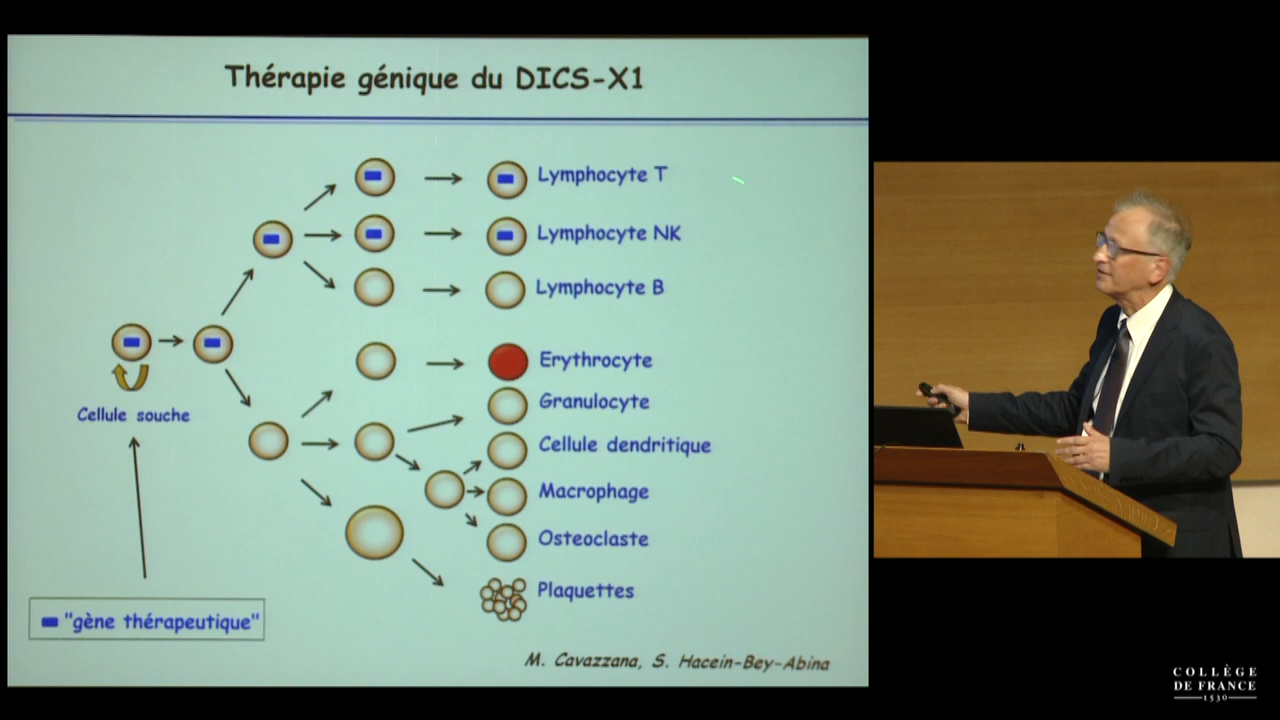 Thérapie génique du DICS-X1
Lymphocyte T
Lymphocyte NK
Lymphocyte B
Erythrocyte
Granulocyte
Cellule dendritique
Macrophage
Osteoclaste
Plaquettes
Cellule souche
"gène thérapeutique"
M. Cavazzana, S. Hacein-Bey-Abina
COLLÈGE
DE FRANCE
1530